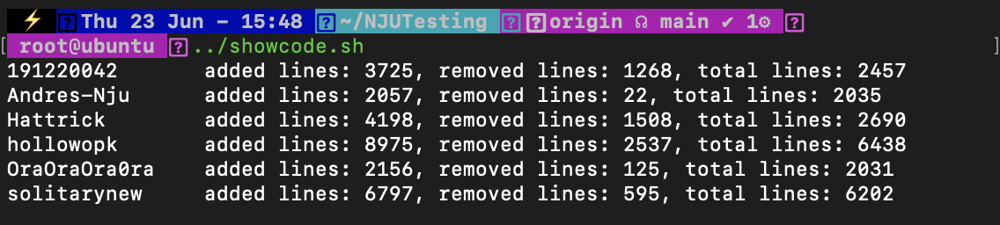 ⚡ Thu 23 Jun - 15:48 ~/NJUTesting origin ☊ main ✔ 1⚙
[ root@ubuntu ../showcode.sh ]
191220042 added lines: 3725, removed lines: 1268, total lines: 2457
Andres-Nju added lines: 2057, removed lines: 22, total lines: 2035
Hattrick added lines: 4198, removed lines: 1508, total lines: 2690
hollowopk added lines: 8975, removed lines: 2537, total lines: 6438
OraOraOra0ra added lines: 2156, removed lines: 125, total lines: 2031
solitarynew added lines: 6797, removed lines: 595, total lines: 6202